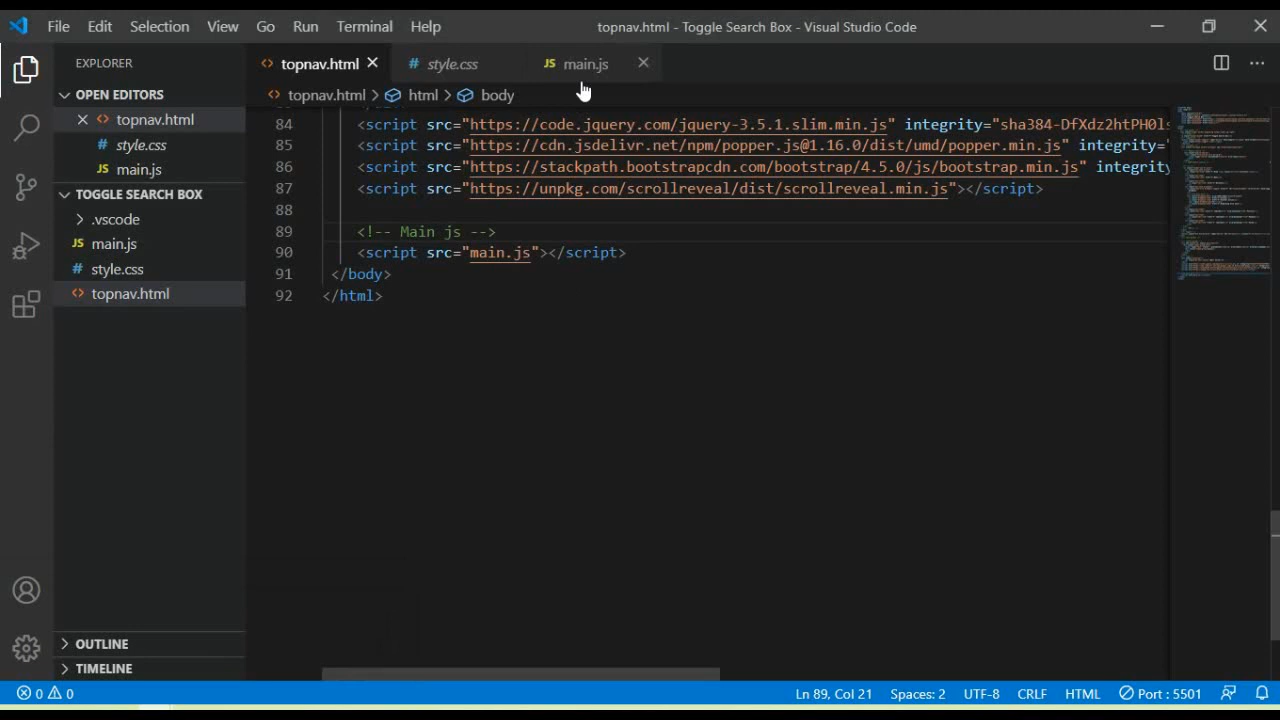 File Edit Selection View Go Run Terminal Help topnav.html - Toggle Search Box - Visual Studio Code
EXPLORER
OPEN EDITORS
topnav.html
style.css
main.js
TOGGLE SEARCH BOX
.vscode
main.js
style.css
topnav.html
OUTLINE
TIMELINE
topnav.html style.css main.js
topnav.html > html > body
84 <script src="https://code.jquery.com/jquery-3.5.1.slim.min.js" integrity="sha384-DfXdz2htPH0ls
85 <script src="https://cdn.jsdelivr.net/npm/popper.js@1.16.0/dist/umd/popper.min.js" integrity="
86 <script src="https://stackpath.bootstrapcdn.com/bootstrap/4.5.0/js/bootstrap.min.js" integrity
87 <script src="https://unpkg.com/scrollreveal/dist/scrollreveal.min.js"></script>
88
89 <!-- Main js -->
90 <script src="main.js"></script>
91 </body>
92 </html>
0 0 Ln 89, Col 21 Spaces: 2 UTF-8 CRLF HTML Port : 5501